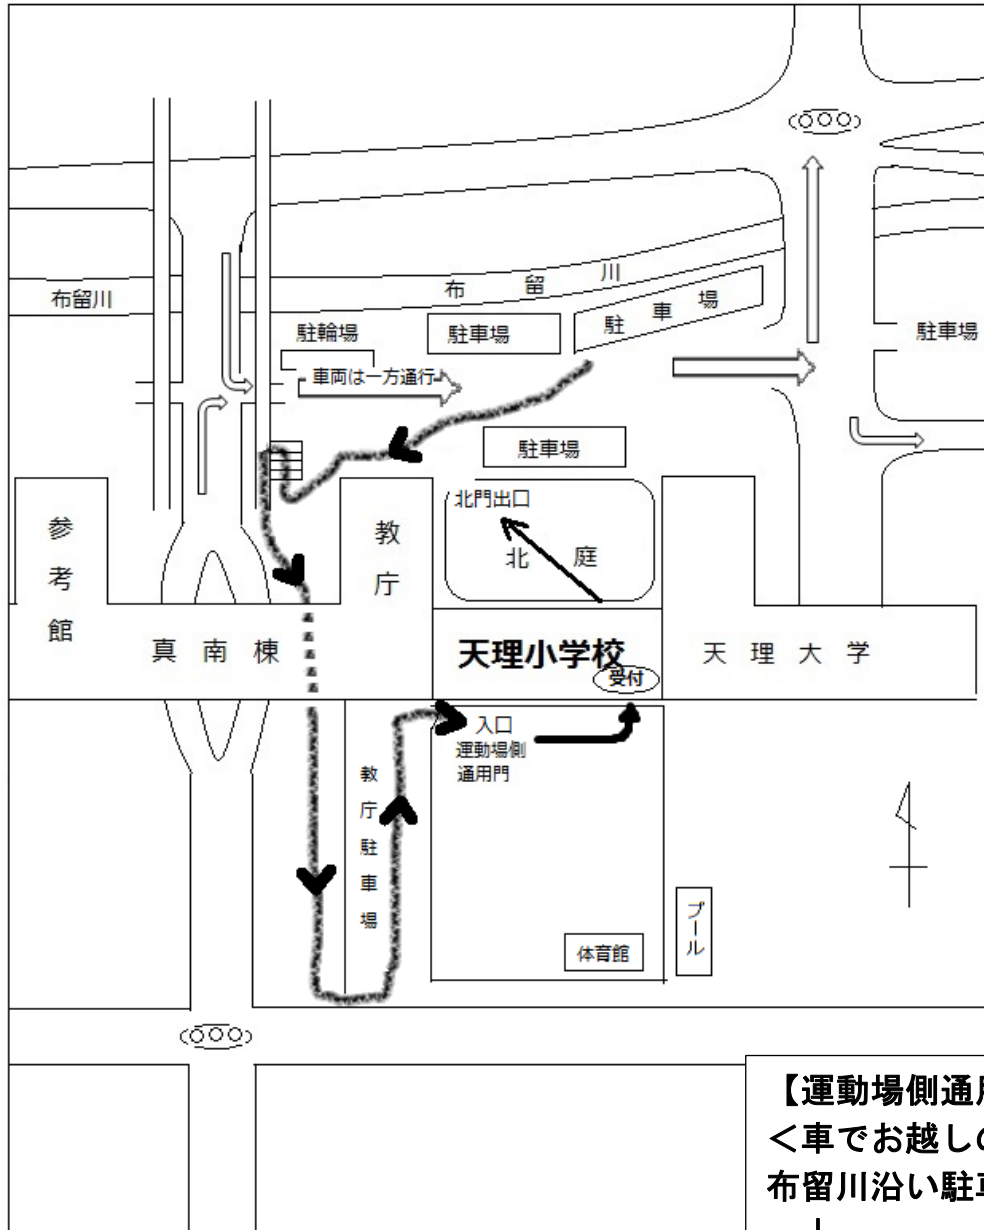 布留川
布留川
駐車場
駐輪場
駐車場
駐車場
車両は一方通行
駐車場
北門出口
北庭
参考館
教庁
真南棟
天理小学校
受付
天理大学
入口
運動場側
通用門
教庁駐車場
プール
体育館
【運動場側通用
＜車でお越しの
布留川沿い駐車